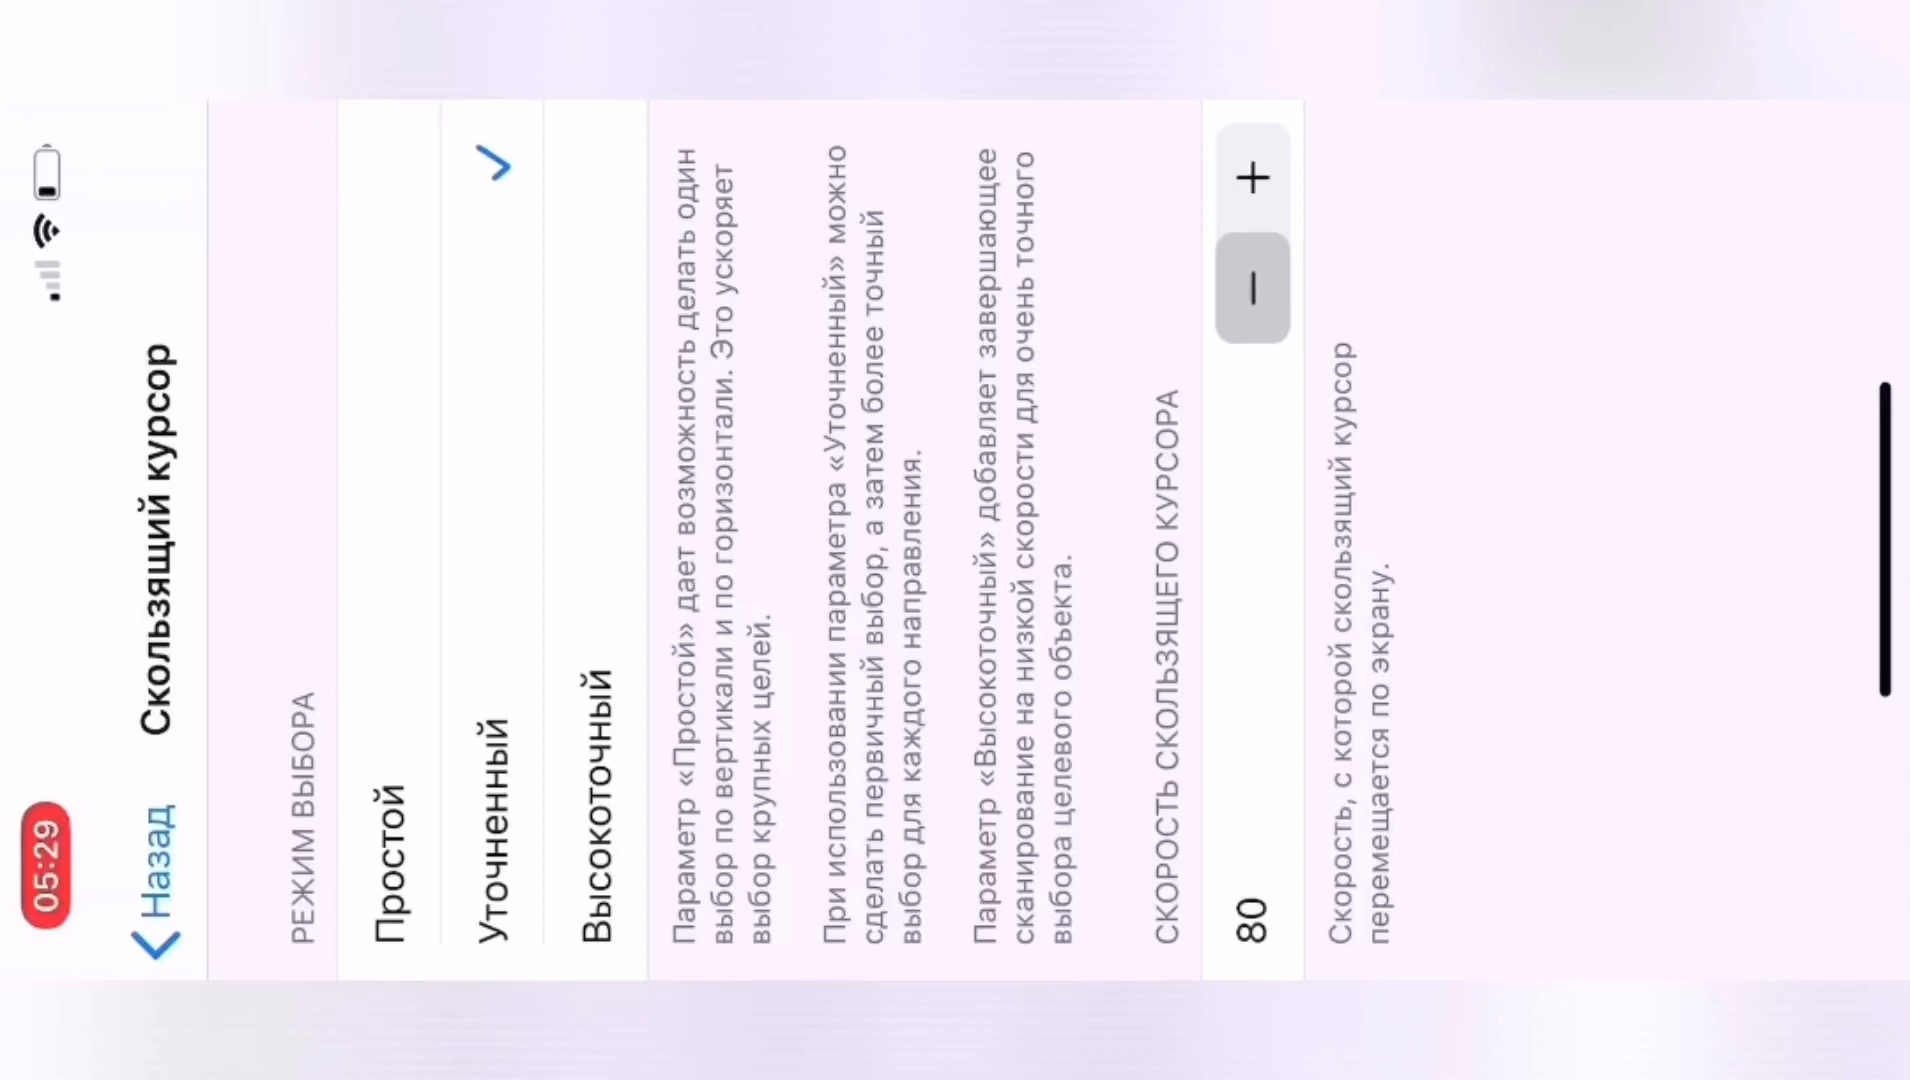 05:29
Назад
Скользящий курсор
РЕЖИМ ВЫБОРА
Простой
Уточненный
Высокоточный
Параметр «Простой» дает возможность делать один
выбор по вертикали и по горизонтали. Это ускоряет
выбор крупных целей.
При использовании параметра «Уточненный» можно
сделать первичный выбор, а затем более точный
выбор для каждого направления.
Параметр «Высокоточный» добавляет завершающее
сканирование на низкой скорости для очень точного
выбора целевого объекта.
СКОРОСТЬ СКОЛЬЗЯЩЕГО КУРСОРА
80 − +
Скорость, с которой скользящий курсор
перемещается по экрану.